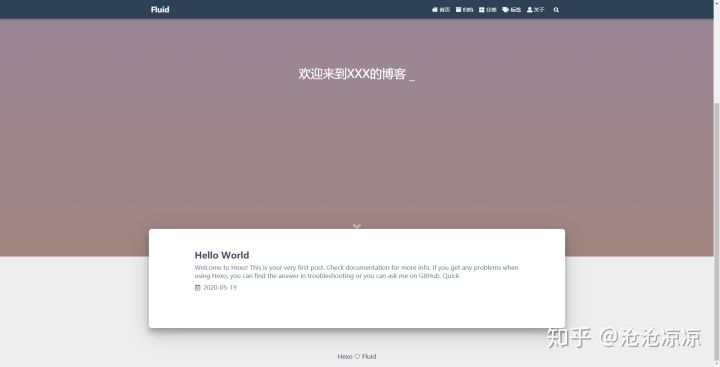 Fluid
首页 归档 分类 标签 关于
欢迎来到XXX的博客 _
Hello World
Welcome to Hexo! This is your very first post. Check documentation for more info. If you get any problems when
using Hexo, you can find the answer in troubleshooting or you can ask me on GitHub. Quick
2020-05-19
知乎 @沧沧凉凉
Hexo Fluid